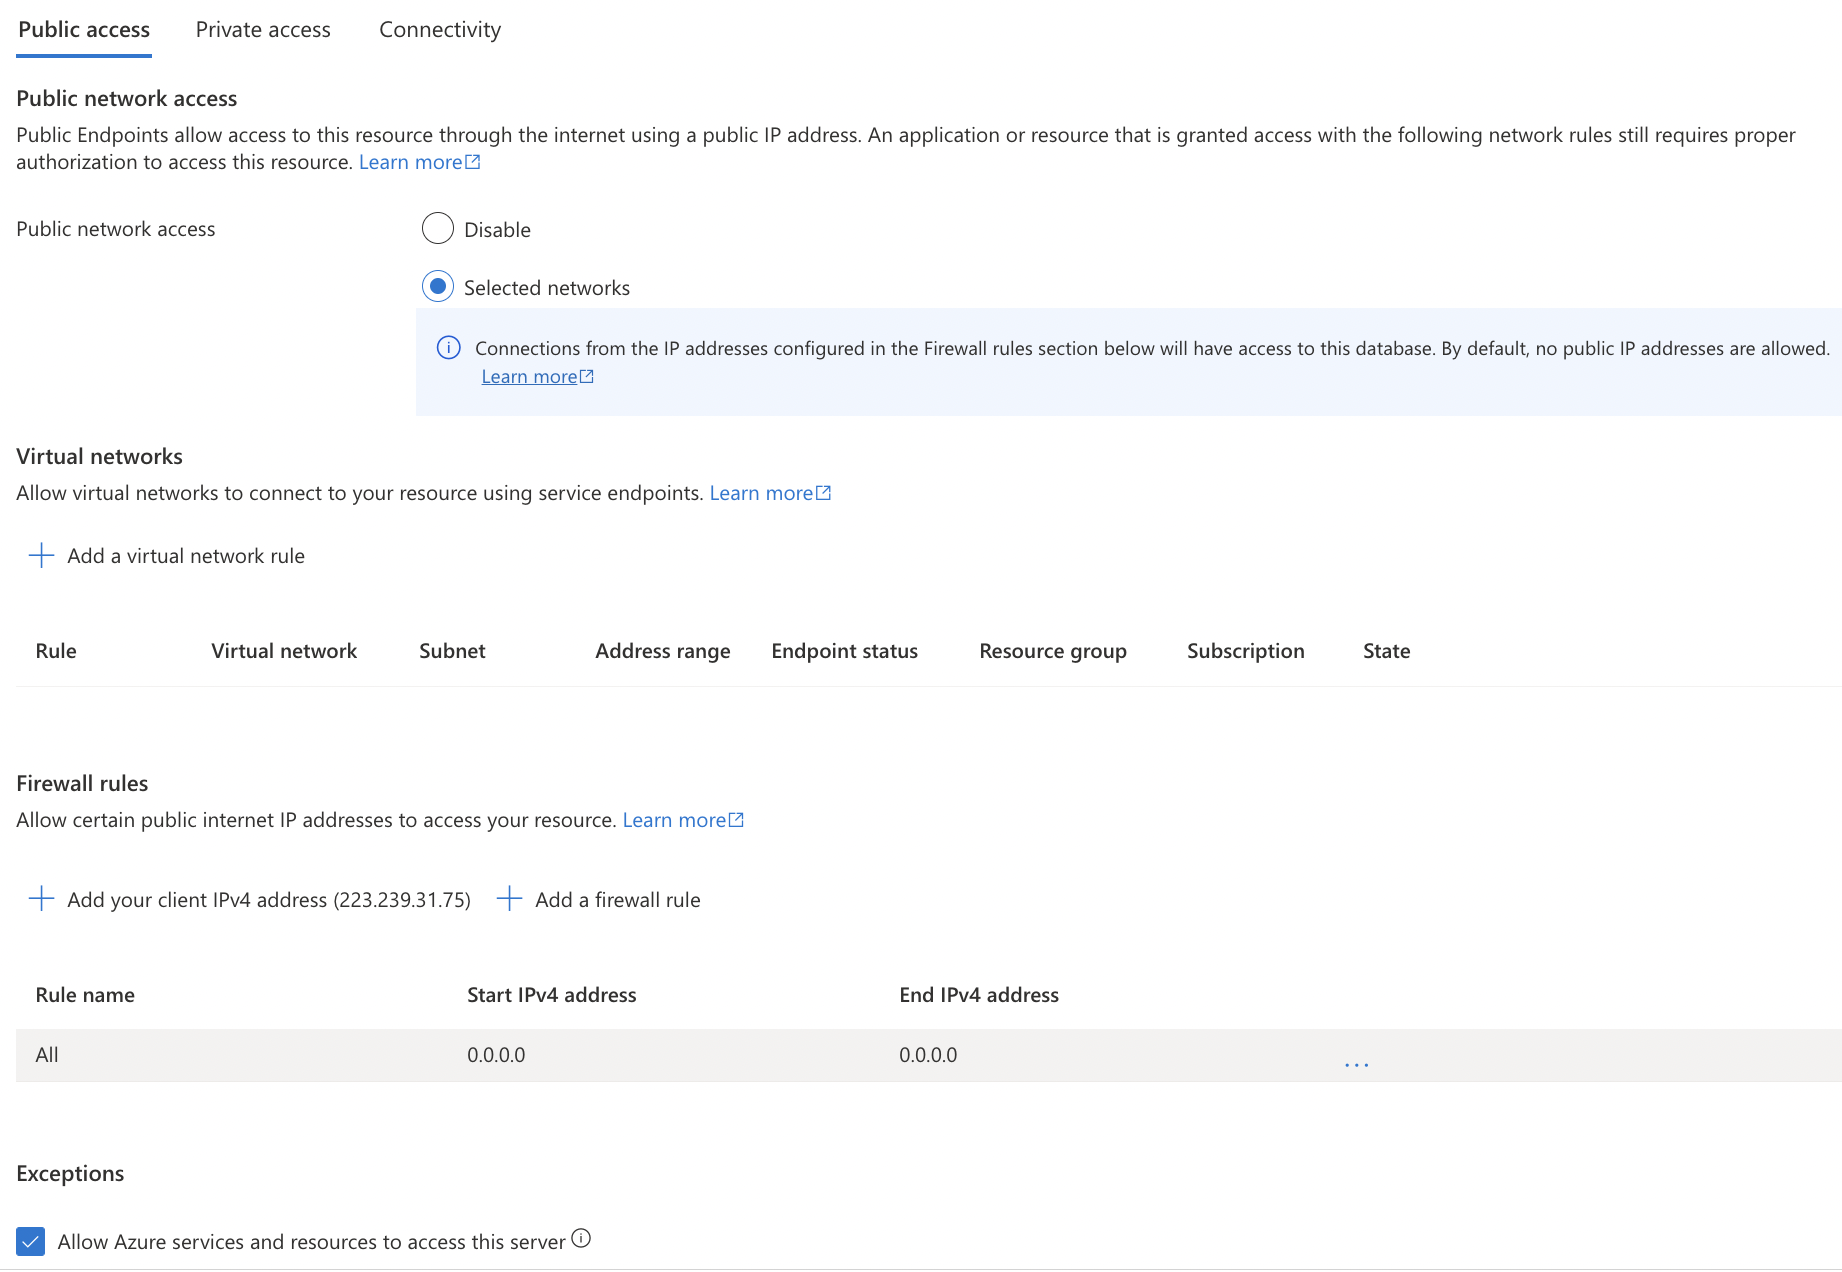 Public access Private access Connectivity
Public network access
Public Endpoints allow access to this resource through the internet using a public IP address. An application or resource that is granted access with the following network rules still requires proper
authorization to access this resource. Learn more
Public network access
Disable
Selected networks
Connections from the IP addresses configured in the Firewall rules section below will have access to this database. By default, no public IP addresses are allowed.
Learn more
Virtual networks
Allow virtual networks to connect to your resource using service endpoints. Learn more
Add a virtual network rule
Rule Virtual network Subnet Address range Endpoint status Resource group Subscription State
Firewall rules
Allow certain public internet IP addresses to access your resource. Learn more
Add your client IPv4 address (223.239.31.75) Add a firewall rule
Rule name Start IPv4 address End IPv4 address
All 0.0.0.0 0.0.0.0 ...
Exceptions
Allow Azure services and resources to access this server